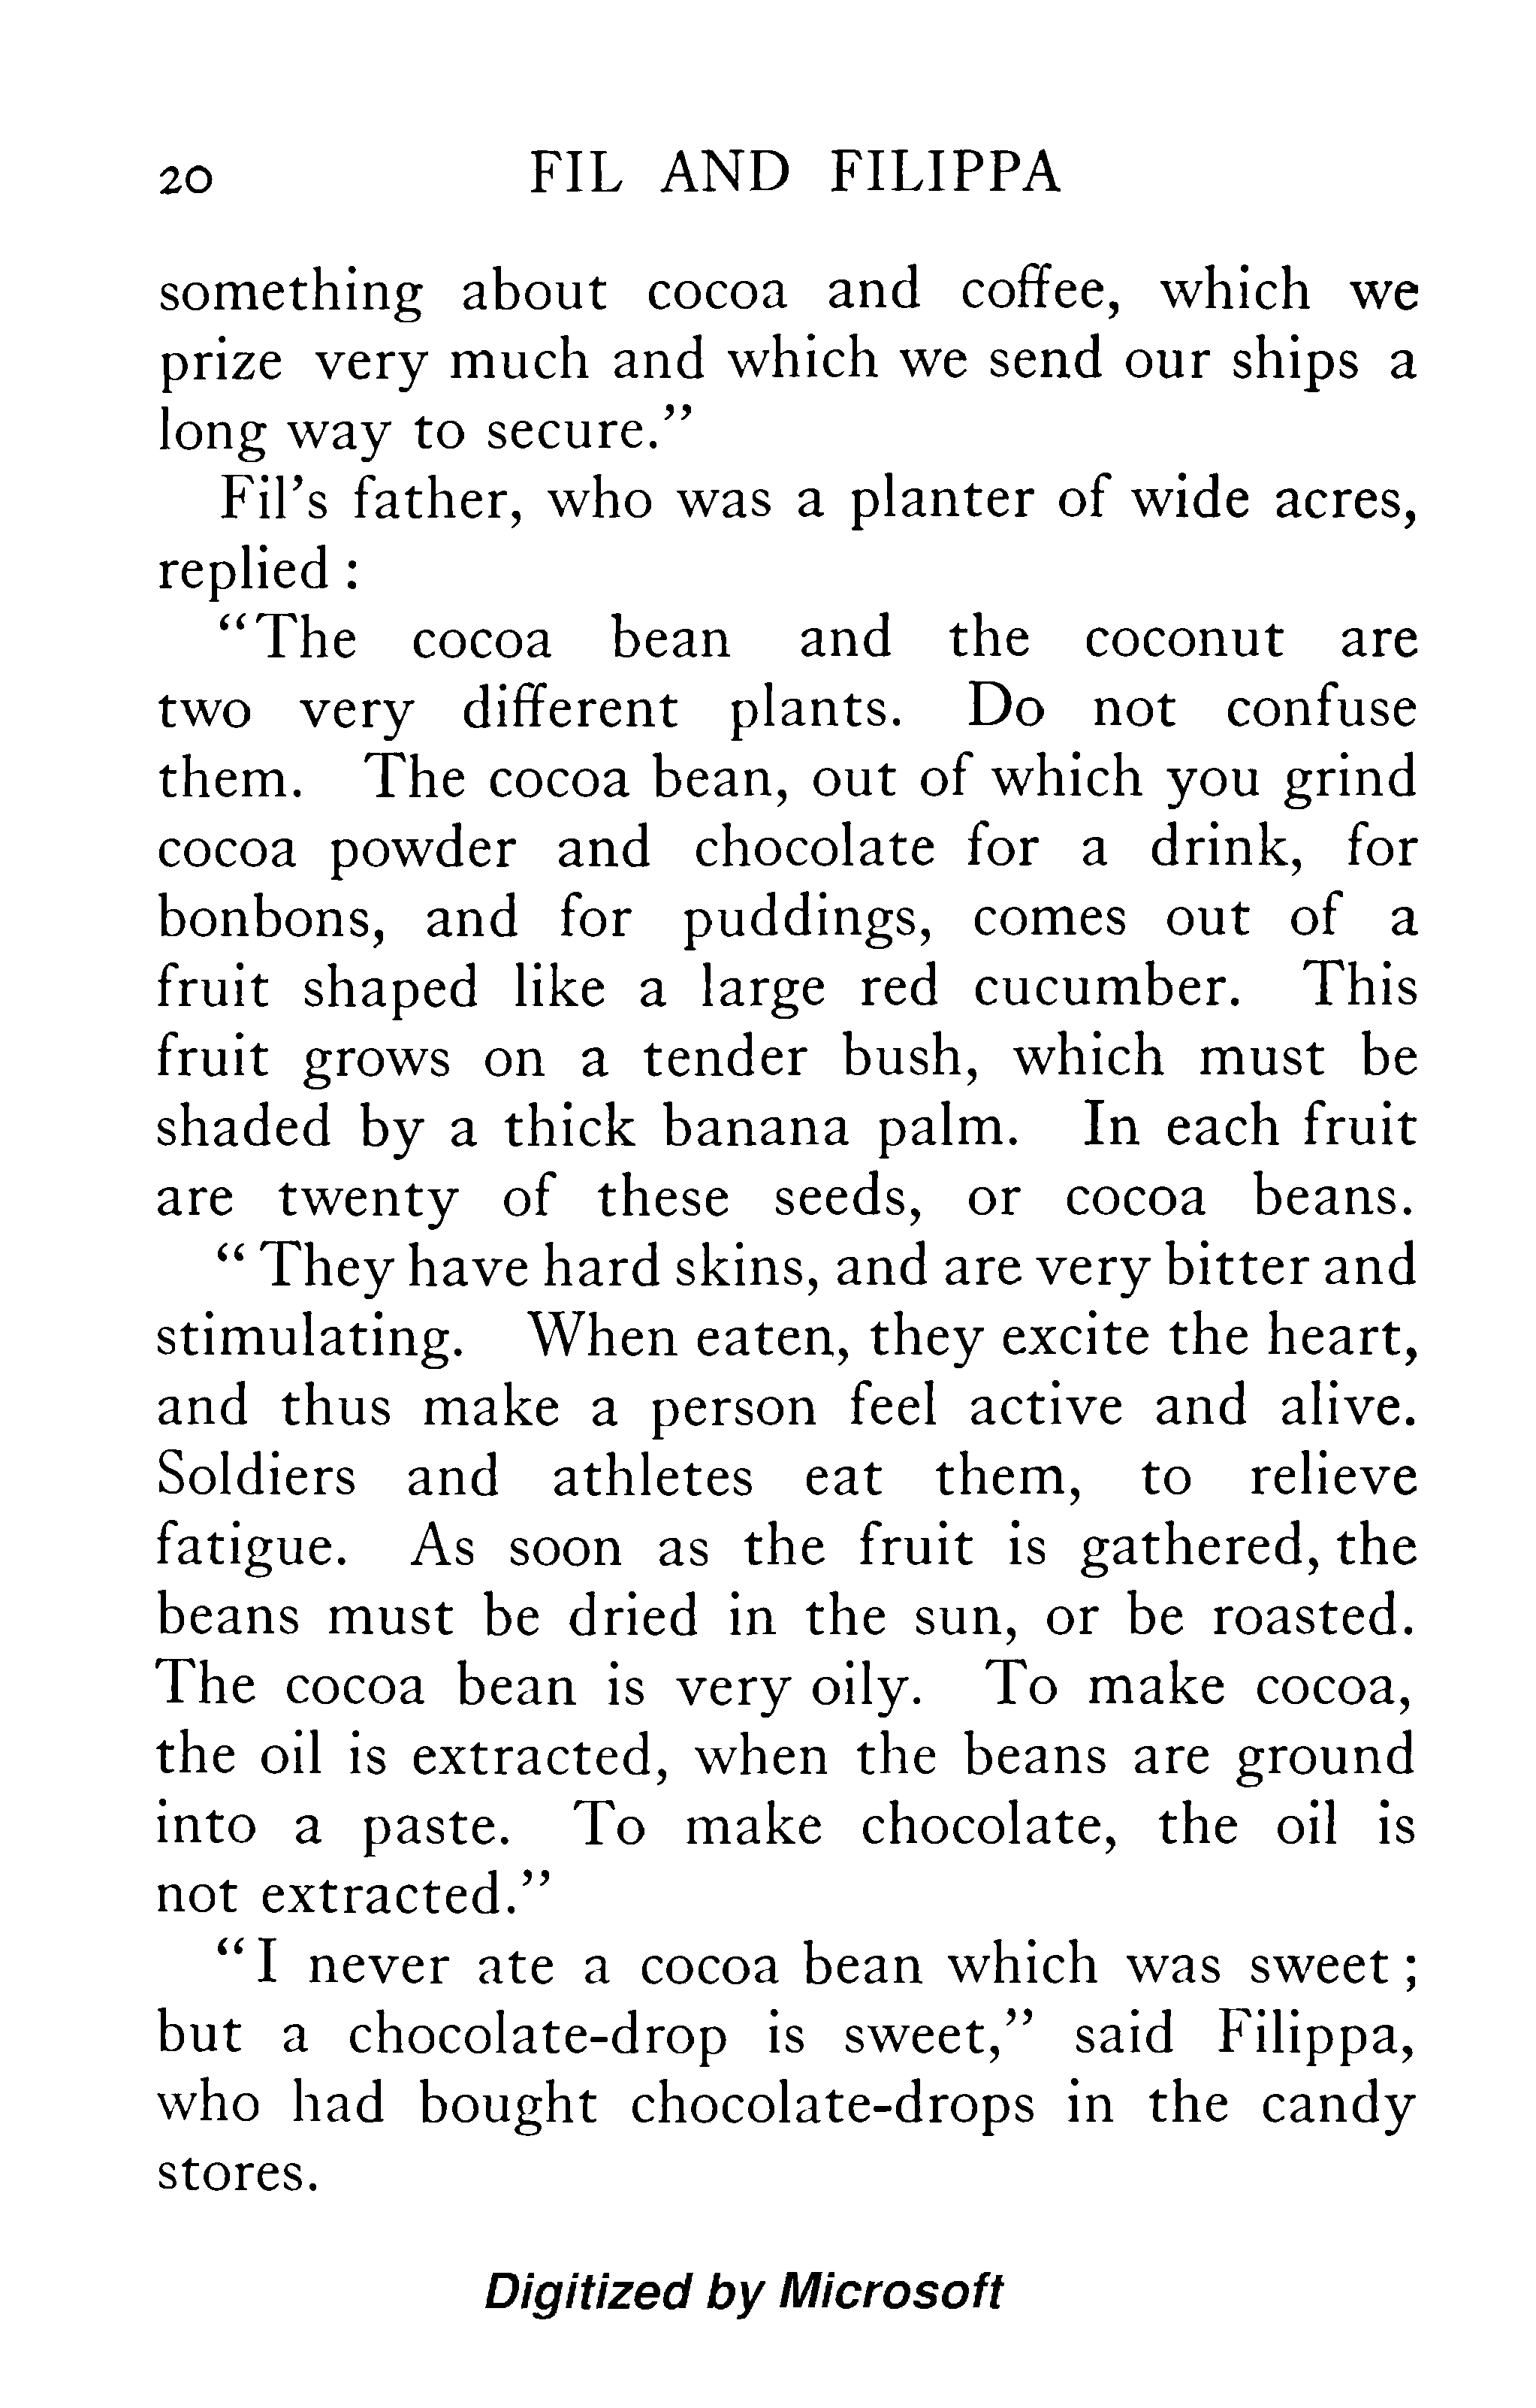 20 FIL AND FILIPPA
something about cocoa and coffee, which we
prize very much and which we send our ships a
long way to secure.”
Fil’s father, who was a planter of wide acres,
replied :
“The cocoa bean and the coconut are
two very different plants. Do not confuse
them. The cocoa bean, out of which you grind
cocoa powder and chocolate for a drink, for
bonbons, and for puddings, comes out of a
fruit shaped like a large red cucumber. This
fruit grows on a tender bush, which must be
shaded by a thick banana palm. In each fruit
are twenty of these seeds, or cocoa beans.
“ They have hard skins, and are very bitter and
stimulating. When eaten, they excite the heart,
and thus make a person feel active and alive.
Soldiers and athletes eat them, to relieve
fatigue. As soon as the fruit is gathered, the
beans must be dried in the sun, or be roasted.
The cocoa bean is very oily. To make cocoa,
the oil is extracted, when the beans are ground
into a paste. To make chocolate, the oil is
not extracted.”
“I never ate a cocoa bean which was sweet ;
but a chocolate-drop is sweet,” said Filippa,
who had bought chocolate-drops in the candy
stores.
Digitized by Microsoft